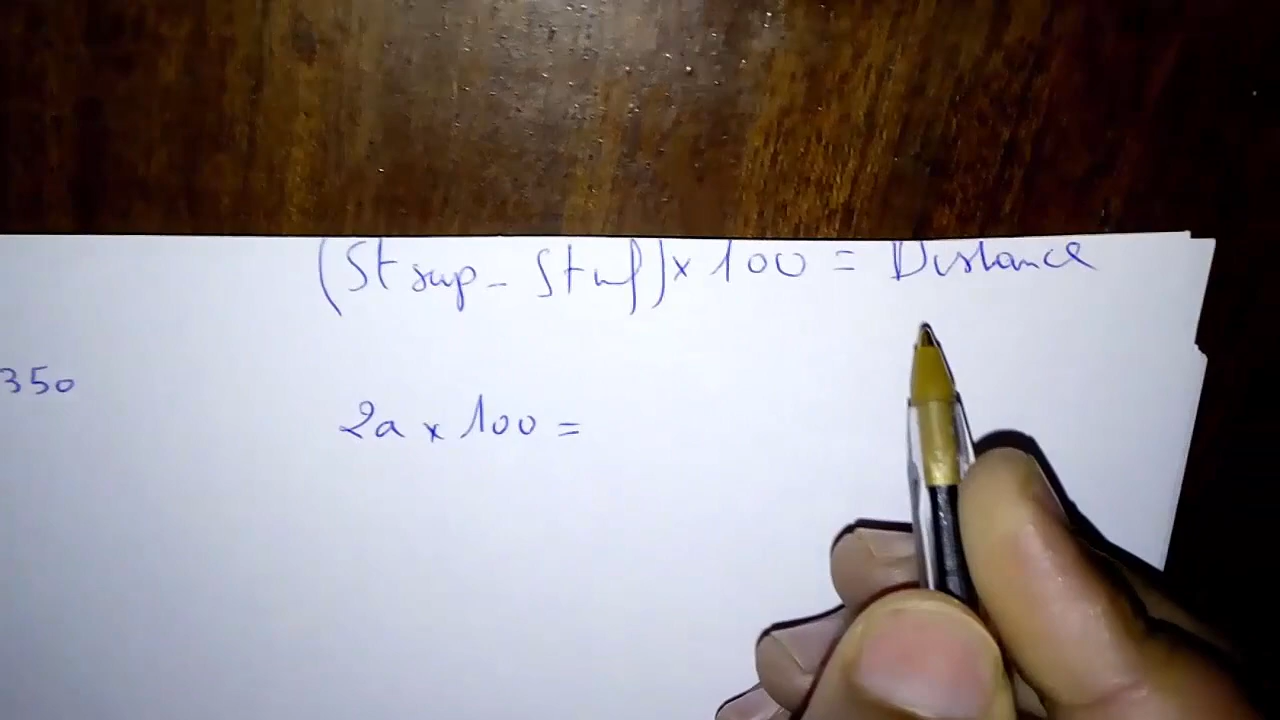 (St sup - St inf) x 100 = Distance
350
2a x 100 =